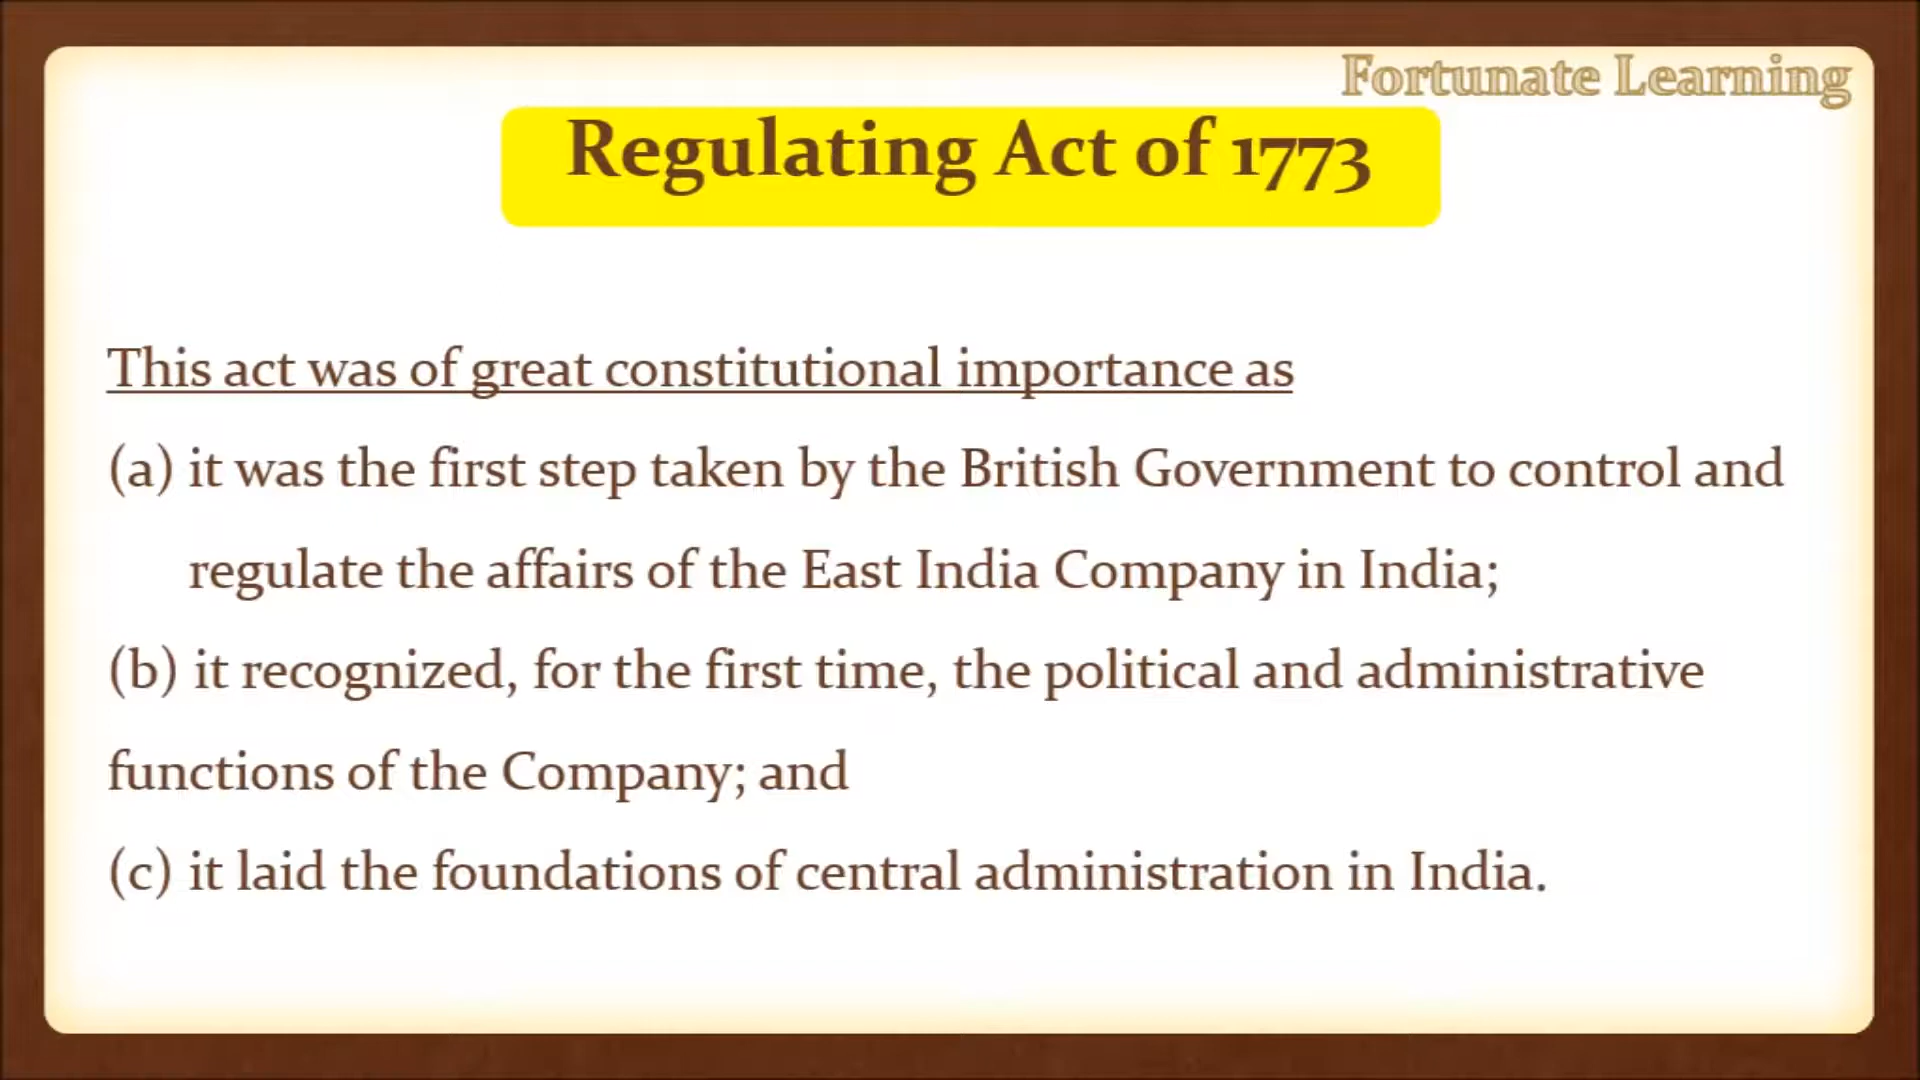 Fortunate Learning
Regulating Act of 1773
This act was of great constitutional importance as
(a) it was the first step taken by the British Government to control and
regulate the affairs of the East India Company in India;
(b) it recognized, for the first time, the political and administrative
functions of the Company; and
(c) it laid the foundations of central administration in India.